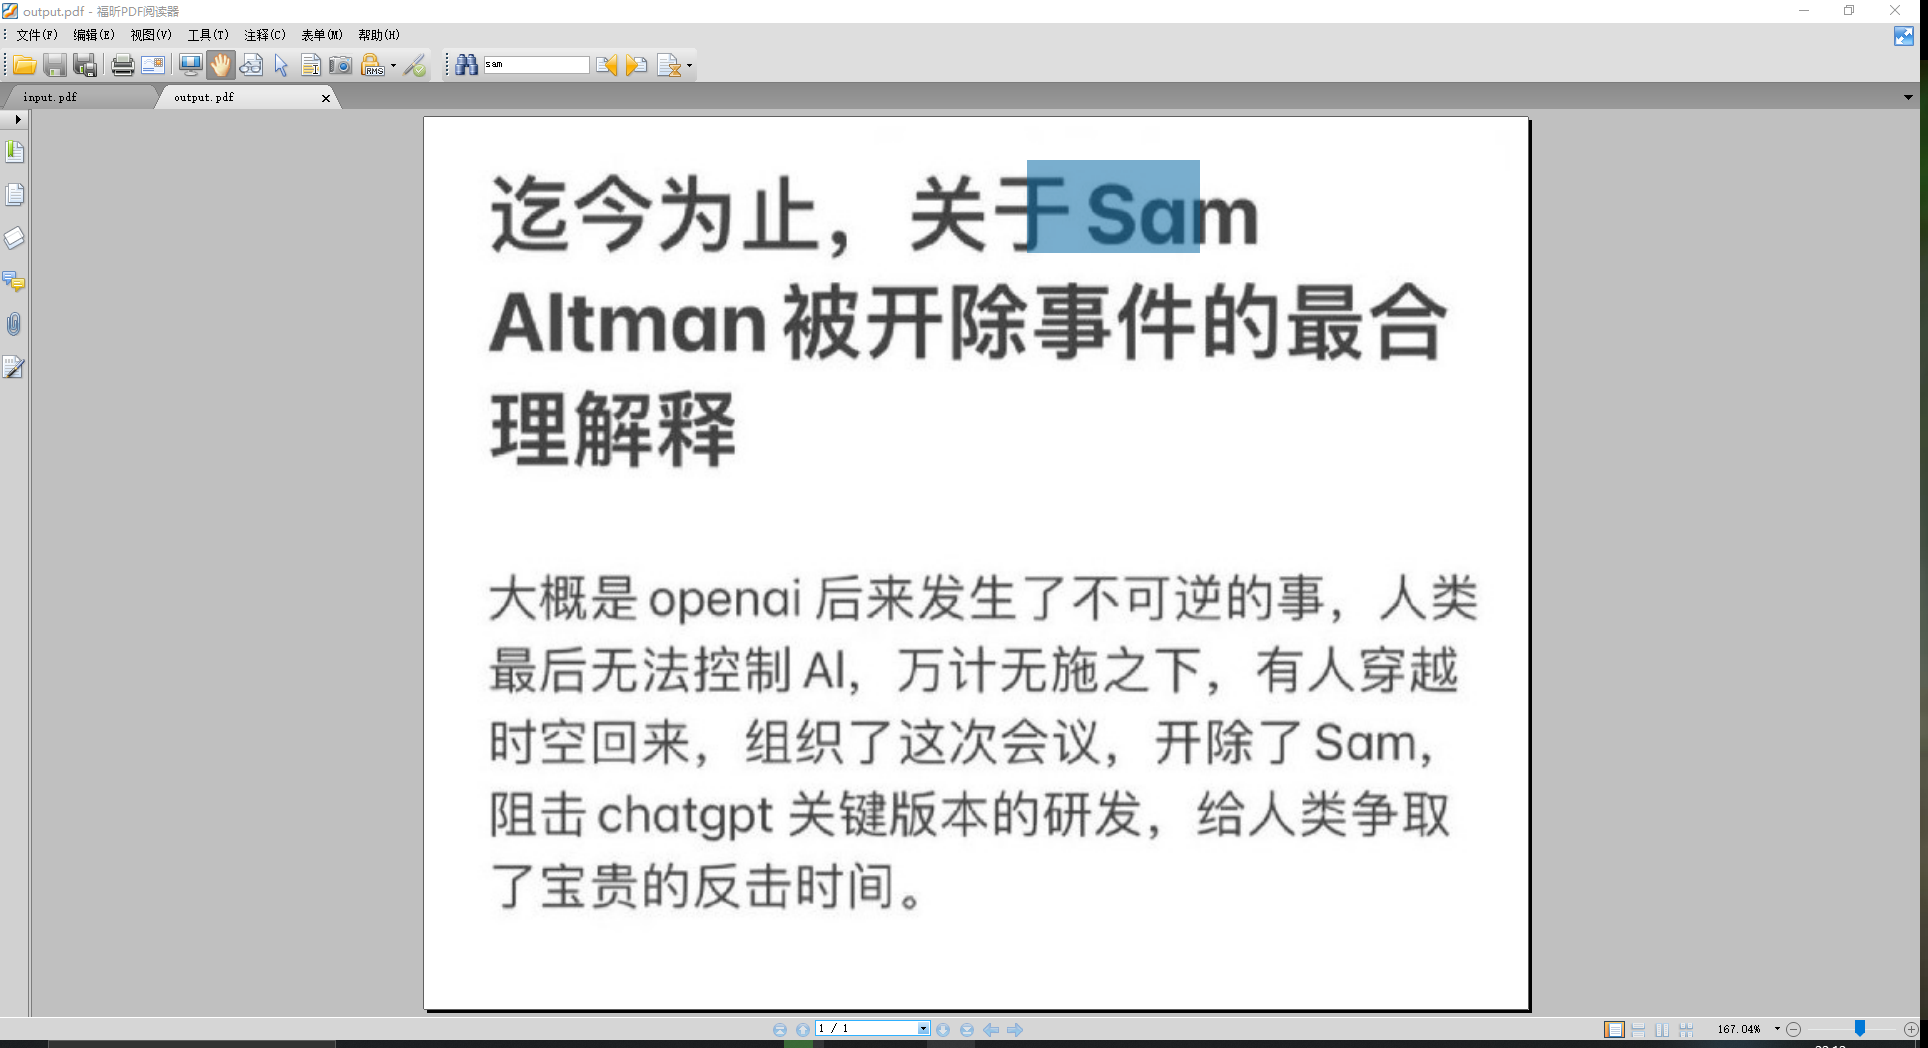 output.pdf - 福昕PDF阅读器
文件(F) 编辑(E) 视图(V) 工具(T) 注释(C) 表单(M) 帮助(H)
RMS sam
input.pdf output.pdf
迄今为止，关于 Sam
Altman 被开除事件的最合
理解释
大概是 openai 后来发生了不可逆的事，人类
最后无法控制 AI，万计无施之下，有人穿越
时空回来，组织了这次会议，开除了 Sam，
阻击 chatgpt 关键版本的研发，给人类争取
了宝贵的反击时间。
1 / 1 167.04%